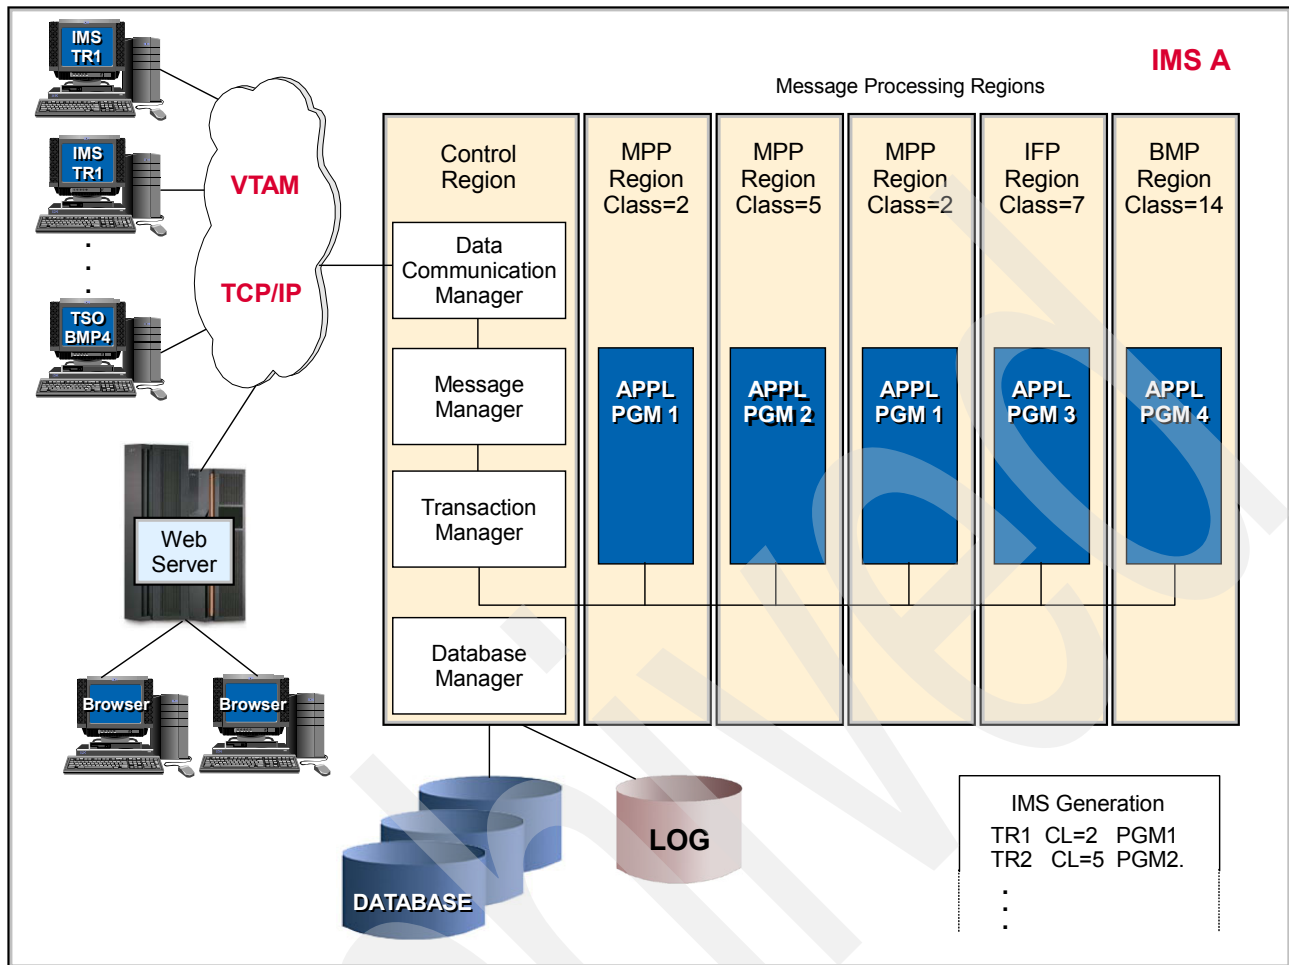 IMS
TR1
IMS
TR1
.
.
.
TSO
BMP4
VTAM
TCP/IP
Web
Server
Browser
Browser
IMS A
Message Processing Regions
Control
Region
Data
Communication
Manager
Message
Manager
Transaction
Manager
Database
Manager
MPP
Region
Class=2
APPL
PGM 1
MPP
Region
Class=5
APPL
PGM 2
MPP
Region
Class=2
APPL
PGM 1
IFP
Region
Class=7
APPL
PGM 3
BMP
Region
Class=14
APPL
PGM 4
DATABASE
LOG
IMS Generation
TR1 CL=2 PGM1
TR2 CL=5 PGM2.
.
.
.